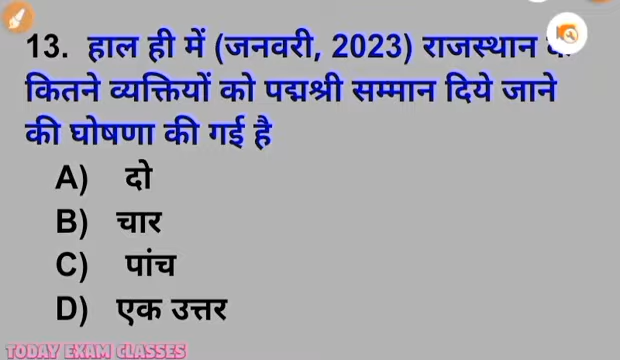 13. हाल ही में (जनवरी, 2023) राजस्थान
कितने व्यक्तियों को पद्मश्री सम्मान दिये जाने
की घोषणा की गई है
A) दो
B) चार
C) पांच
D) एक उत्तर
TODAY EXAM CLASSES